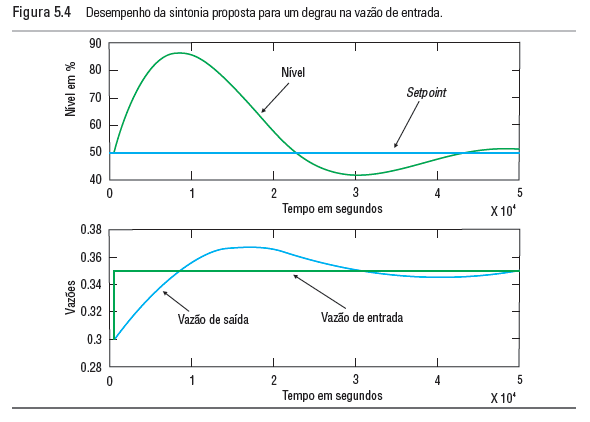 Figura 5.4 Desempenho da sintonia proposta para um degrau na vazão de entrada.
90
80
70
60
50
40
Nível em %
Nível
Setpoint
0 1 2 3 4 5
Tempo em segundos
X 10⁴
0.38
0.36
0.34
0.32
0.3
0.28
Vazões
Vazão de saída
Vazão de entrada
0 1 2 3 4 5
Tempo em segundos
X 10⁴